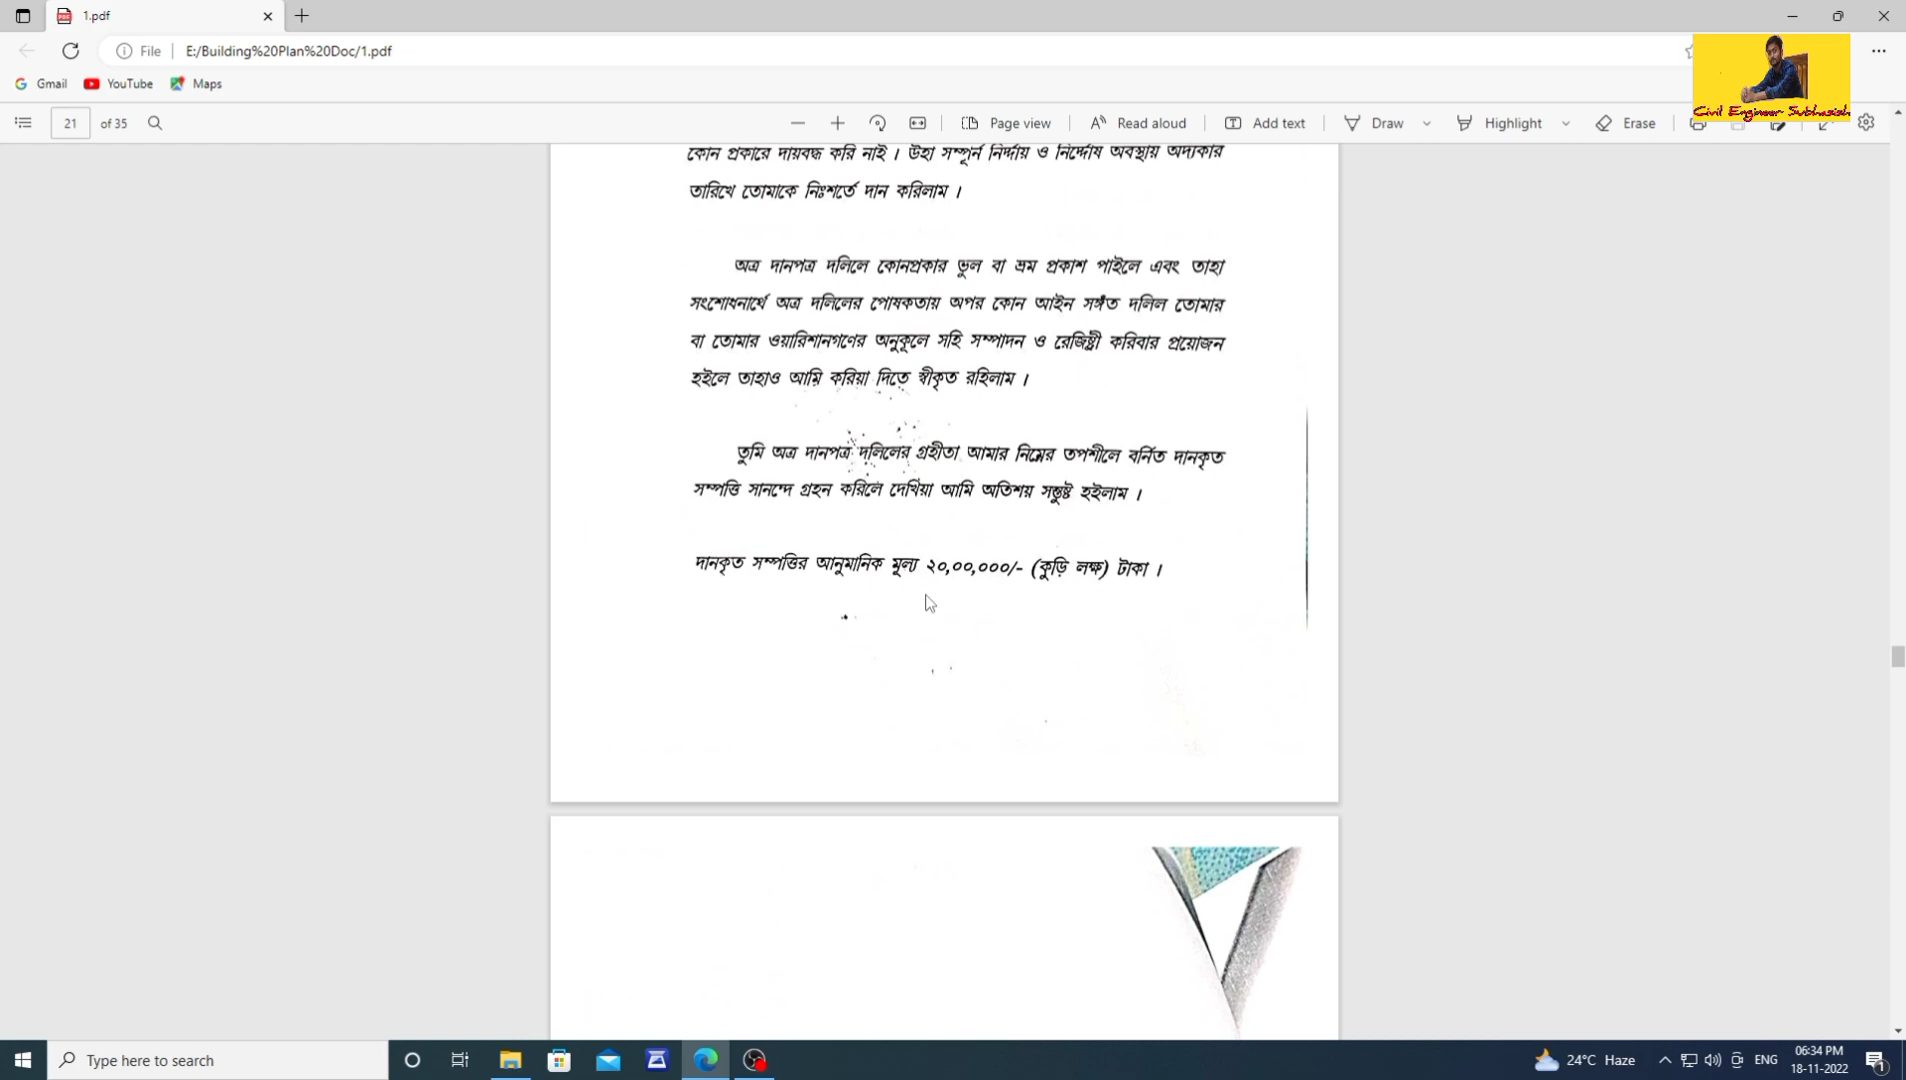 1.pdf
File
E:/Building%20Plan%20Doc/1.pdf
Gmail
YouTube
Maps
Civil Engineer Subhasish
21 of 35
Page view
Read aloud
Add text
Draw
Highlight
Erase
কোন প্রকারে দায়বদ্ধ করি নাই । উহা সম্পূর্ন নির্দ্দায় ও নির্দ্দোষ অবস্থায় অদ্যকার
তারিখে তোমাকে নিঃশর্তে দান করিলাম ।
অত্র দানপত্র দলিলে কোনপ্রকার ভুল বা ভ্রম প্রকাশ পাইলে এবং তাহা
সংশোধনার্থে অত্র দলিলের পোষকতায় অপর কোন আইন সঙ্গত দলিল তোমার
বা তোমার ওয়ারিশানগণের অনুকূলে সহি সম্পাদন ও রেজিষ্ট্রী করিবার প্রয়োজন
হইলে তাহাও আমি করিয়া দিতে স্বীকৃত রহিলাম ।
তুমি অত্র দানপত্র দলিলের গ্রহীতা আমার নিম্নের তপশীলে বর্নিত দানকৃত
সম্পত্তি সানন্দে গ্রহন করিলে দেখিয়া আমি অতিশয় সন্তুষ্ট হইলাম ।
দানকৃত সম্পত্তির আনুমানিক মূল্য ২০,০০,০০০/- (কুড়ি লক্ষ) টাকা ।
Type here to search
24°C Haze
ENG
06:34 PM
18-11-2022
1